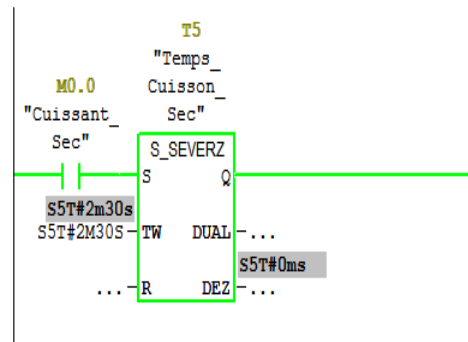 T5
"Temps_
M0.0 Cuisson_
"Cuissant_ Sec"
Sec" S_SEVERZ
S Q
S5T#2m30s
S5T#2M30S TW DUAL ...
S5T#0ms
... R DEZ ...